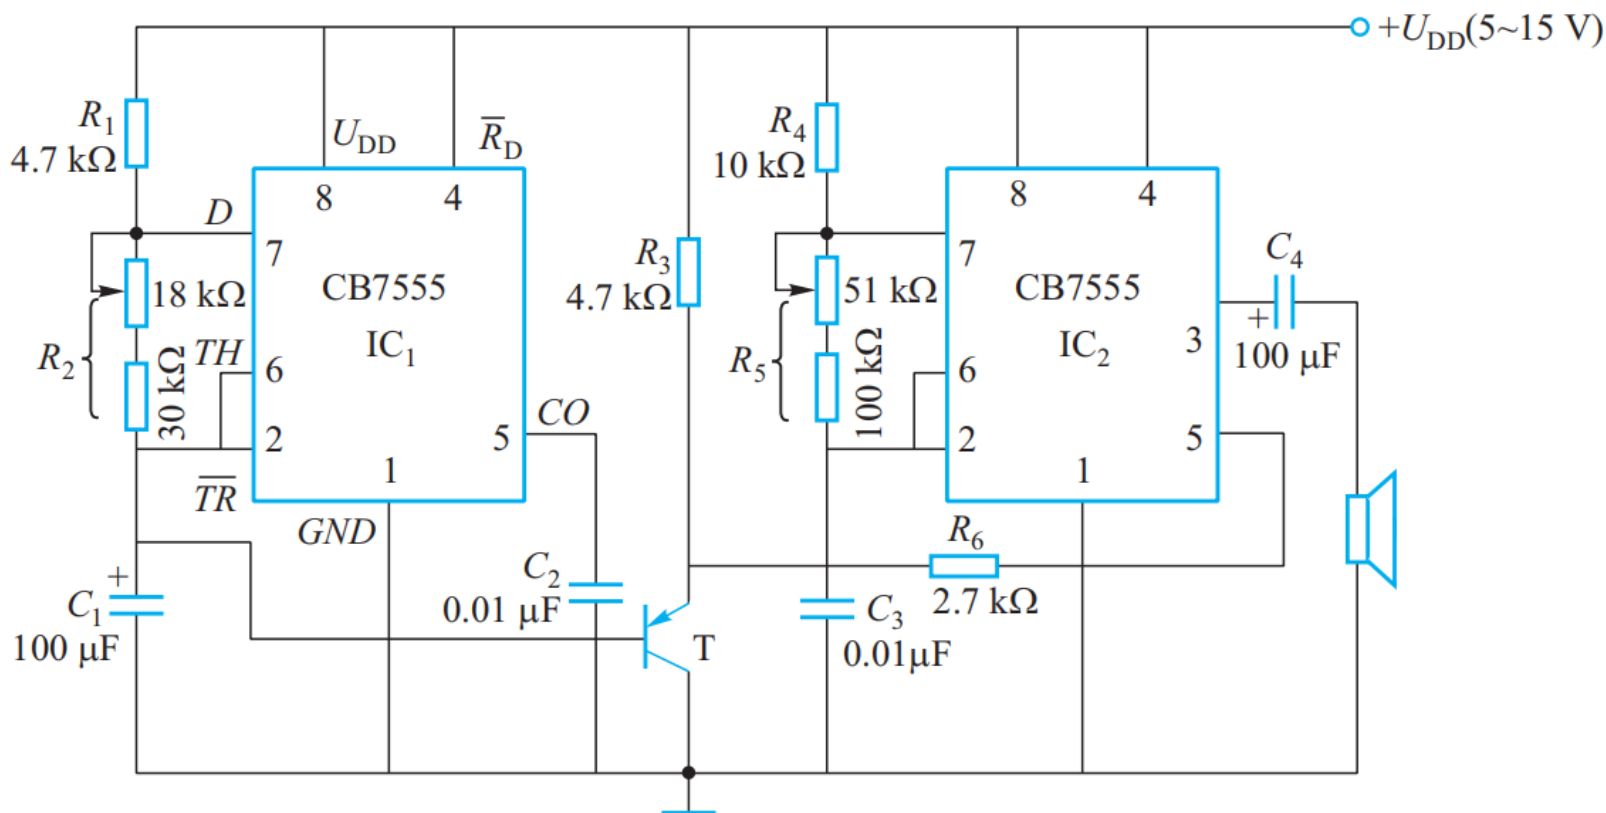 +U_DD(5~15 V)
R₁
4.7 kΩ
U_DD
R̅_D
8
4
D
7
18 kΩ
CB7555
IC₁
R₂
30 kΩ
TH
6
2
T̅R̅
1
GND
5
CO
C₁
+
100 μF
C₂
0.01 μF
R₃
4.7 kΩ
T
R₄
10 kΩ
8
4
7
51 kΩ
CB7555
IC₂
R₅
100 kΩ
6
2
1
3
5
C₄
+
100 μF
R₆
2.7 kΩ
C₃
0.01μF